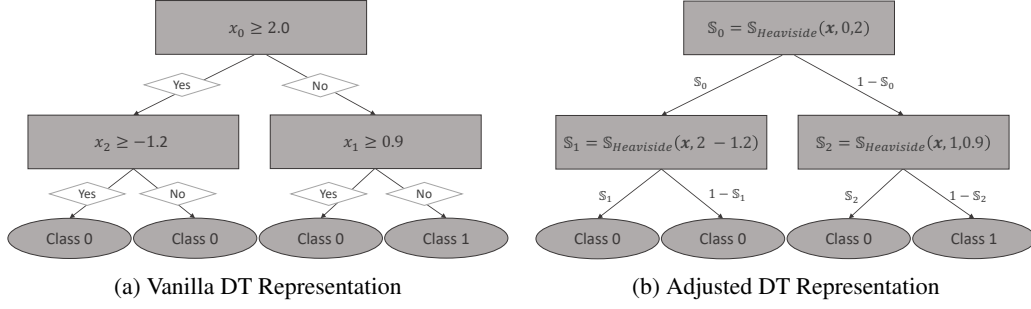 x₀ ≥ 2.0
Yes
No
x₂ ≥ −1.2
x₁ ≥ 0.9
Yes
No
Yes
No
Class 0
Class 0
Class 0
Class 1
(a) Vanilla DT Representation
𝕊₀ = 𝕊_Heaviside(𝒙, 0,2)
𝕊₀
1 − 𝕊₀
𝕊₁ = 𝕊_Heaviside(𝒙, 2 − 1.2)
𝕊₂ = 𝕊_Heaviside(𝒙, 1,0.9)
𝕊₁
1 − 𝕊₁
𝕊₂
1 − 𝕊₂
Class 0
Class 0
Class 0
Class 1
(b) Adjusted DT Representation